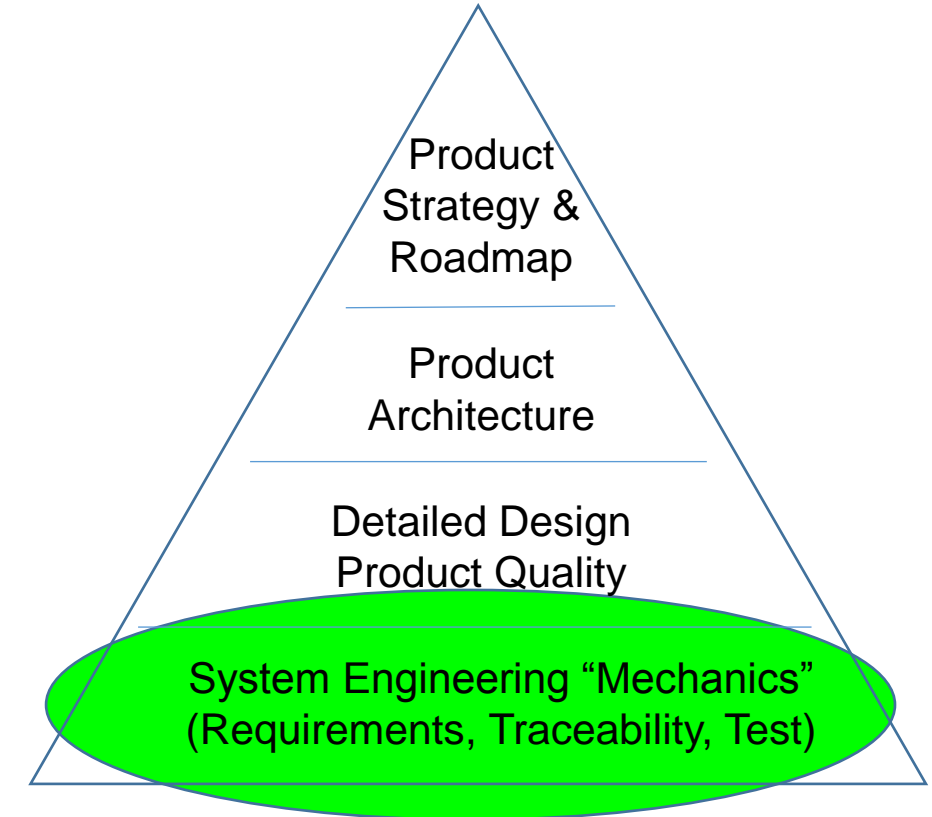 Product
Strategy &
Roadmap
Product
Architecture
Detailed Design
Product Quality
System Engineering “Mechanics”
(Requirements, Traceability, Test)